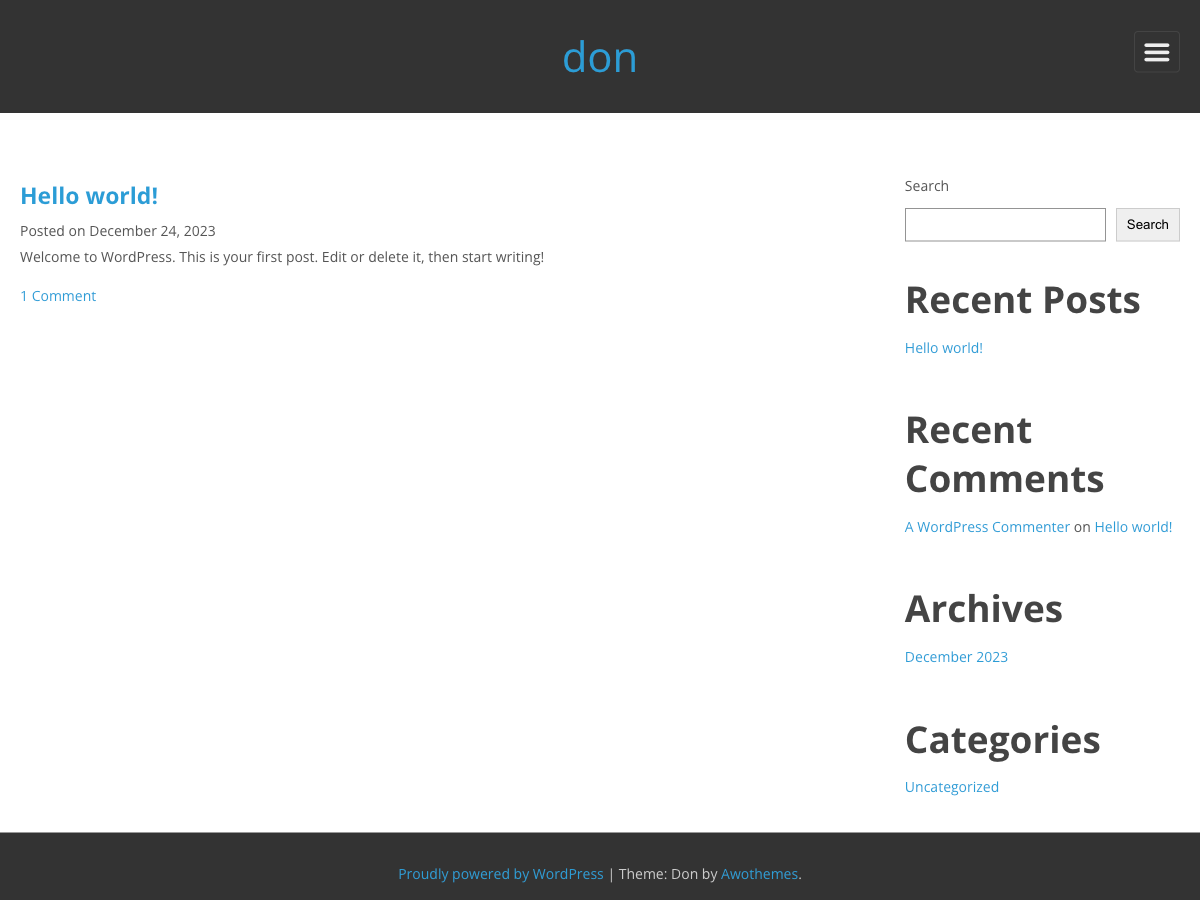 don
Hello world!
Posted on December 24, 2023
Welcome to WordPress. This is your first post. Edit or delete it, then start writing!
1 Comment
Search
Search
Recent Posts
Hello world!
Recent
Comments
A WordPress Commenter on Hello world!
Archives
December 2023
Categories
Uncategorized
Proudly powered by WordPress | Theme: Don by Awothemes.